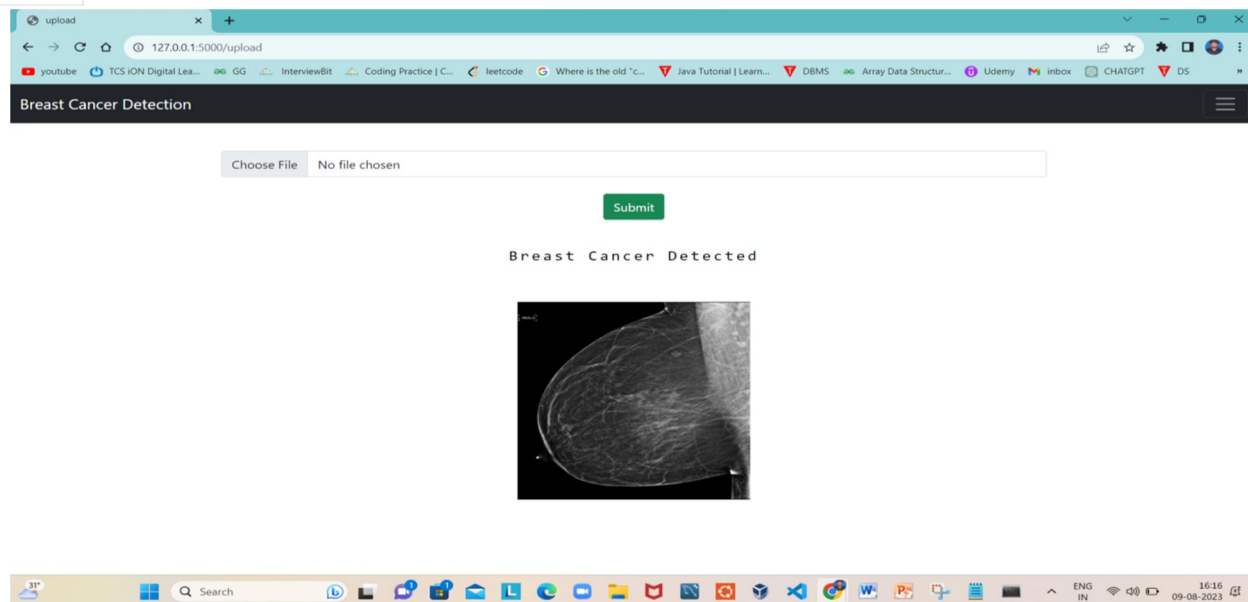 upload
127.0.0.1:5000/upload
youtube TCS iON Digital Lea... GG InterviewBit Coding Practice | C... leetcode Where is the old "c... Java Tutorial | Learn... DBMS Array Data Structur... Udemy inbox CHATGPT DS »
Breast Cancer Detection
Choose File No file chosen
Submit
Breast Cancer Detected
31°
Search
ENG
IN
16:16
09-08-2023